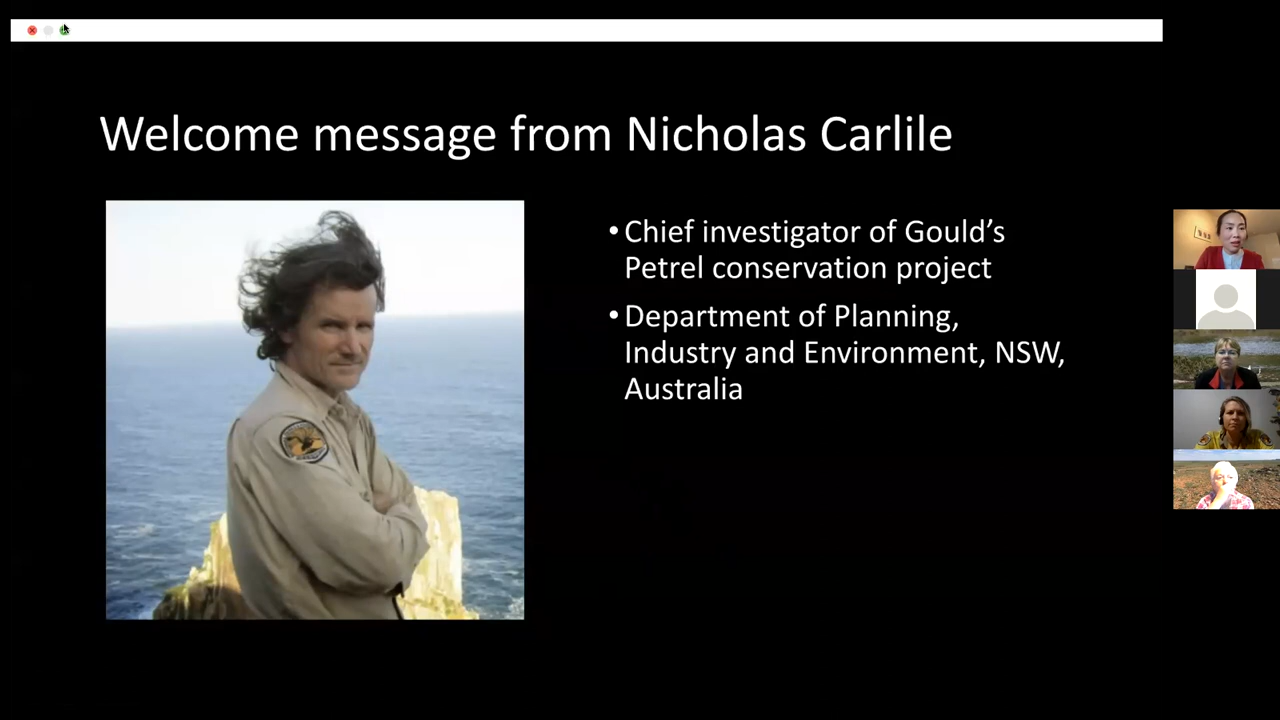 Welcome message from Nicholas Carlile
•Chief investigator of Gould’s
Petrel conservation project
•Department of Planning,
Industry and Environment, NSW,
Australia